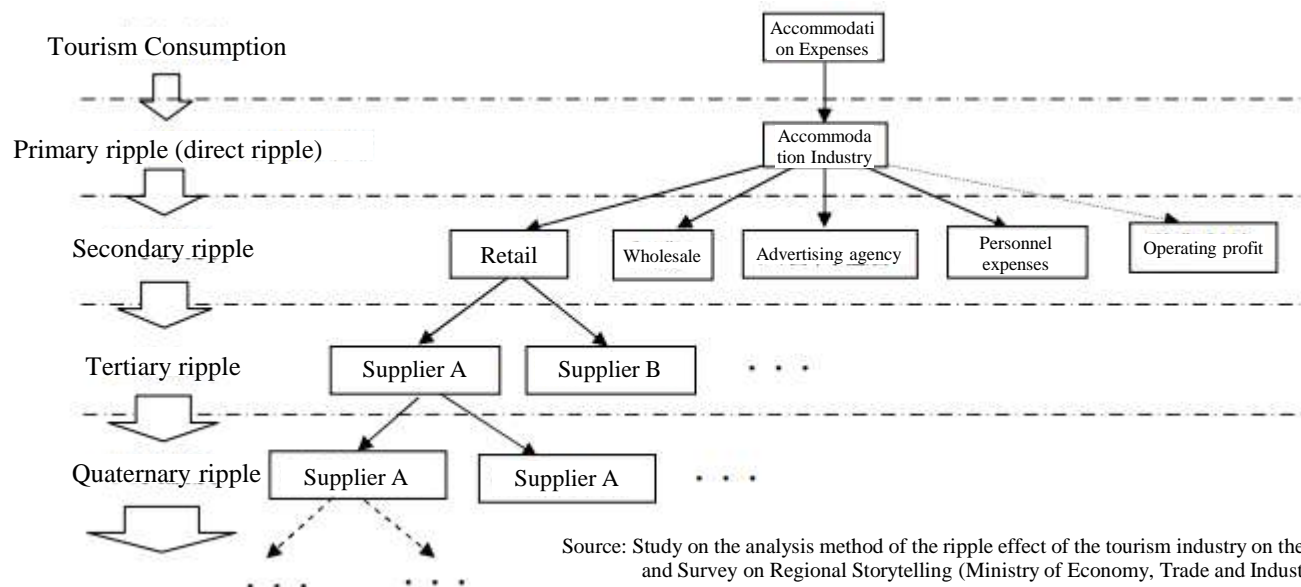 Tourism Consumption
Accommodati
on Expenses
Primary ripple (direct ripple)
Accommoda
tion Industry
Secondary ripple
Retail
Wholesale
Advertising agency
Personnel
expenses
Operating profit
Tertiary ripple
Supplier A
Supplier B
. . .
Quaternary ripple
Supplier A
Supplier A
. . .
. . .
. . .
Source: Study on the analysis method of the ripple effect of the tourism industry on the
and Survey on Regional Storytelling (Ministry of Economy, Trade and Indust